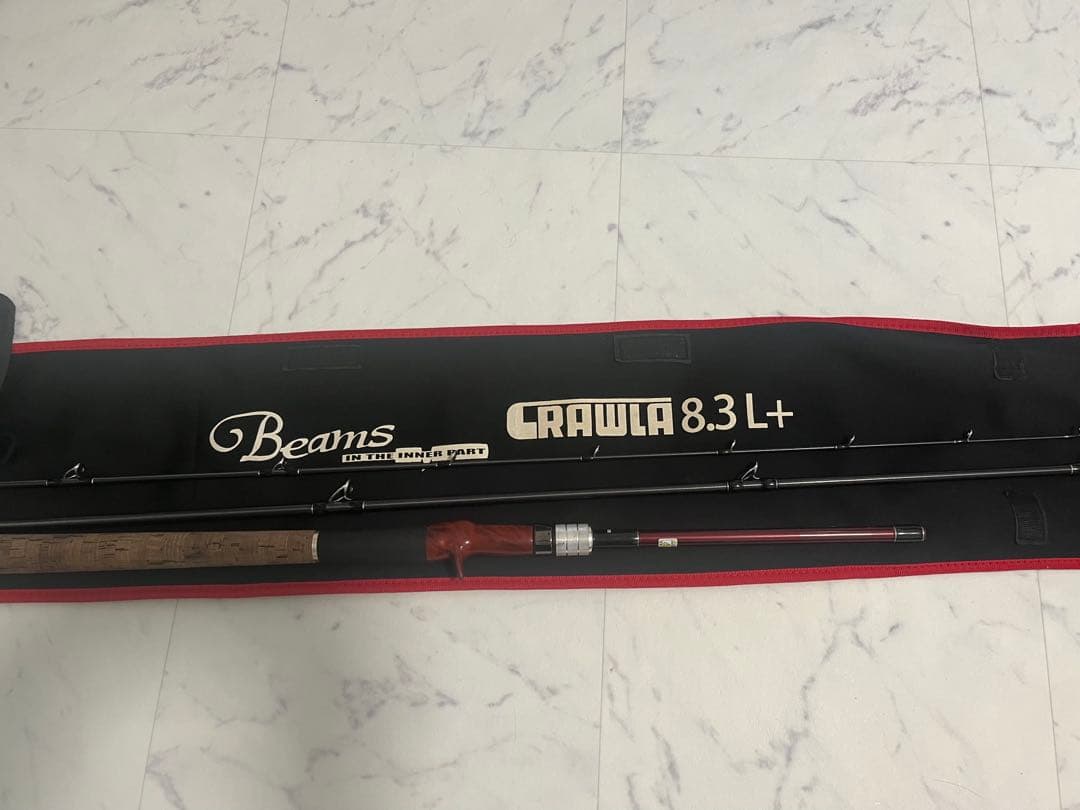 Beams
IN THE INNER PART
CRAWLA 8.3 L+